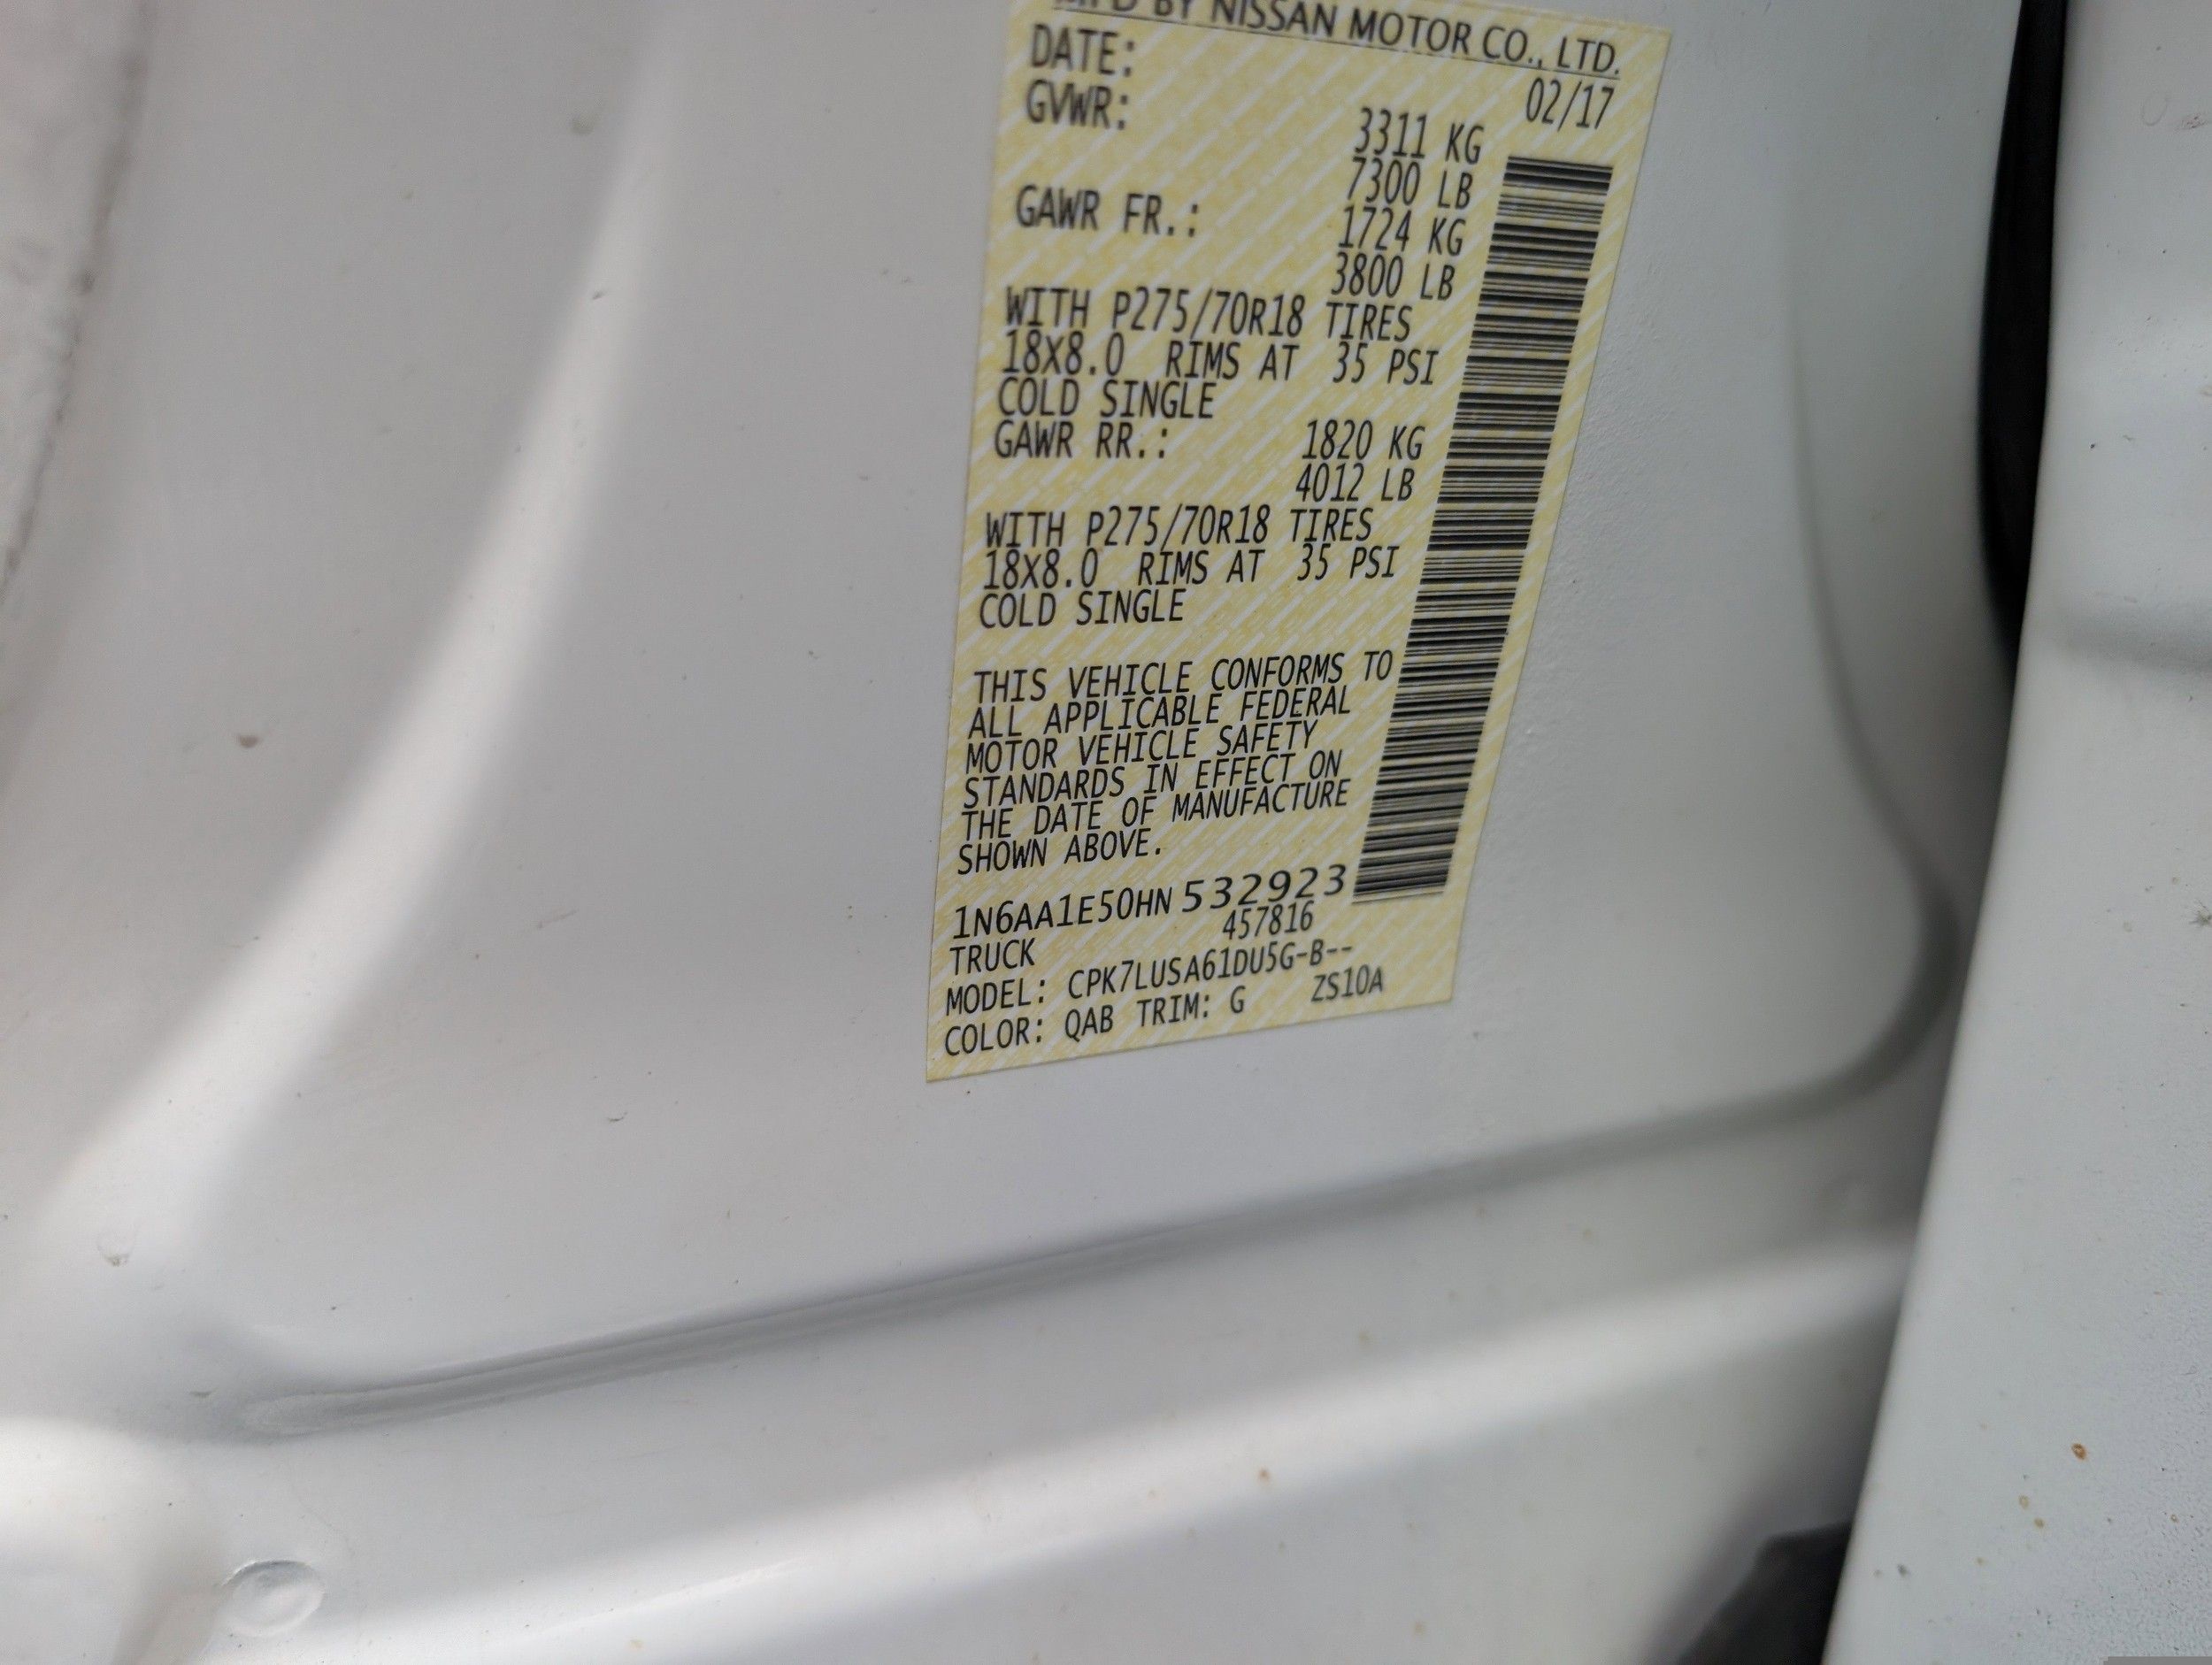 MFD BY NISSAN MOTOR CO., LTD.
DATE: 02/17
GVWR: 3311 KG
7300 LB
GAWR FR.: 1724 KG
3800 LB
WITH P275/70R18 TIRES
18X8.0 RIMS AT 35 PSI
COLD SINGLE
GAWR RR.: 1820 KG
4012 LB
WITH P275/70R18 TIRES
18X8.0 RIMS AT 35 PSI
COLD SINGLE
THIS VEHICLE CONFORMS TO
ALL APPLICABLE FEDERAL
MOTOR VEHICLE SAFETY
STANDARDS IN EFFECT ON
THE DATE OF MANUFACTURE
SHOWN ABOVE.
1N6AA1E50HN532923
TRUCK 457816
MODEL: CPK7LUSA61DU5G-B--
COLOR: QAB TRIM: G ZS10A